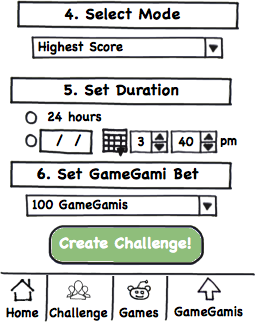 4. Select Mode
Highest Score
5. Set Duration
24 hours
/ / 3 40 pm
6. Set GameGami Bet
100 GameGamis
Create Challenge!
Home Challenge Games GameGamis